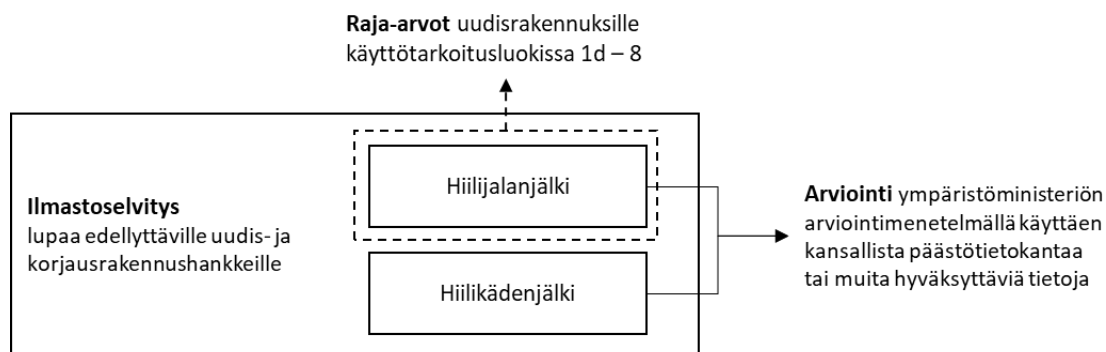 Raja-arvot uudisrakennuksille
käyttötarkoitusluokissa 1d – 8
Ilmastoselvitys
lupaa edellyttäville uudis- ja
korjausrakennushankkeille
Hiilijalanjälki
Hiilikädenjälki
Arviointi ympäristöministeriön
arviointimenetelmällä käyttäen
kansallista päästötietokantaa
tai muita hyväksyttäviä tietoja